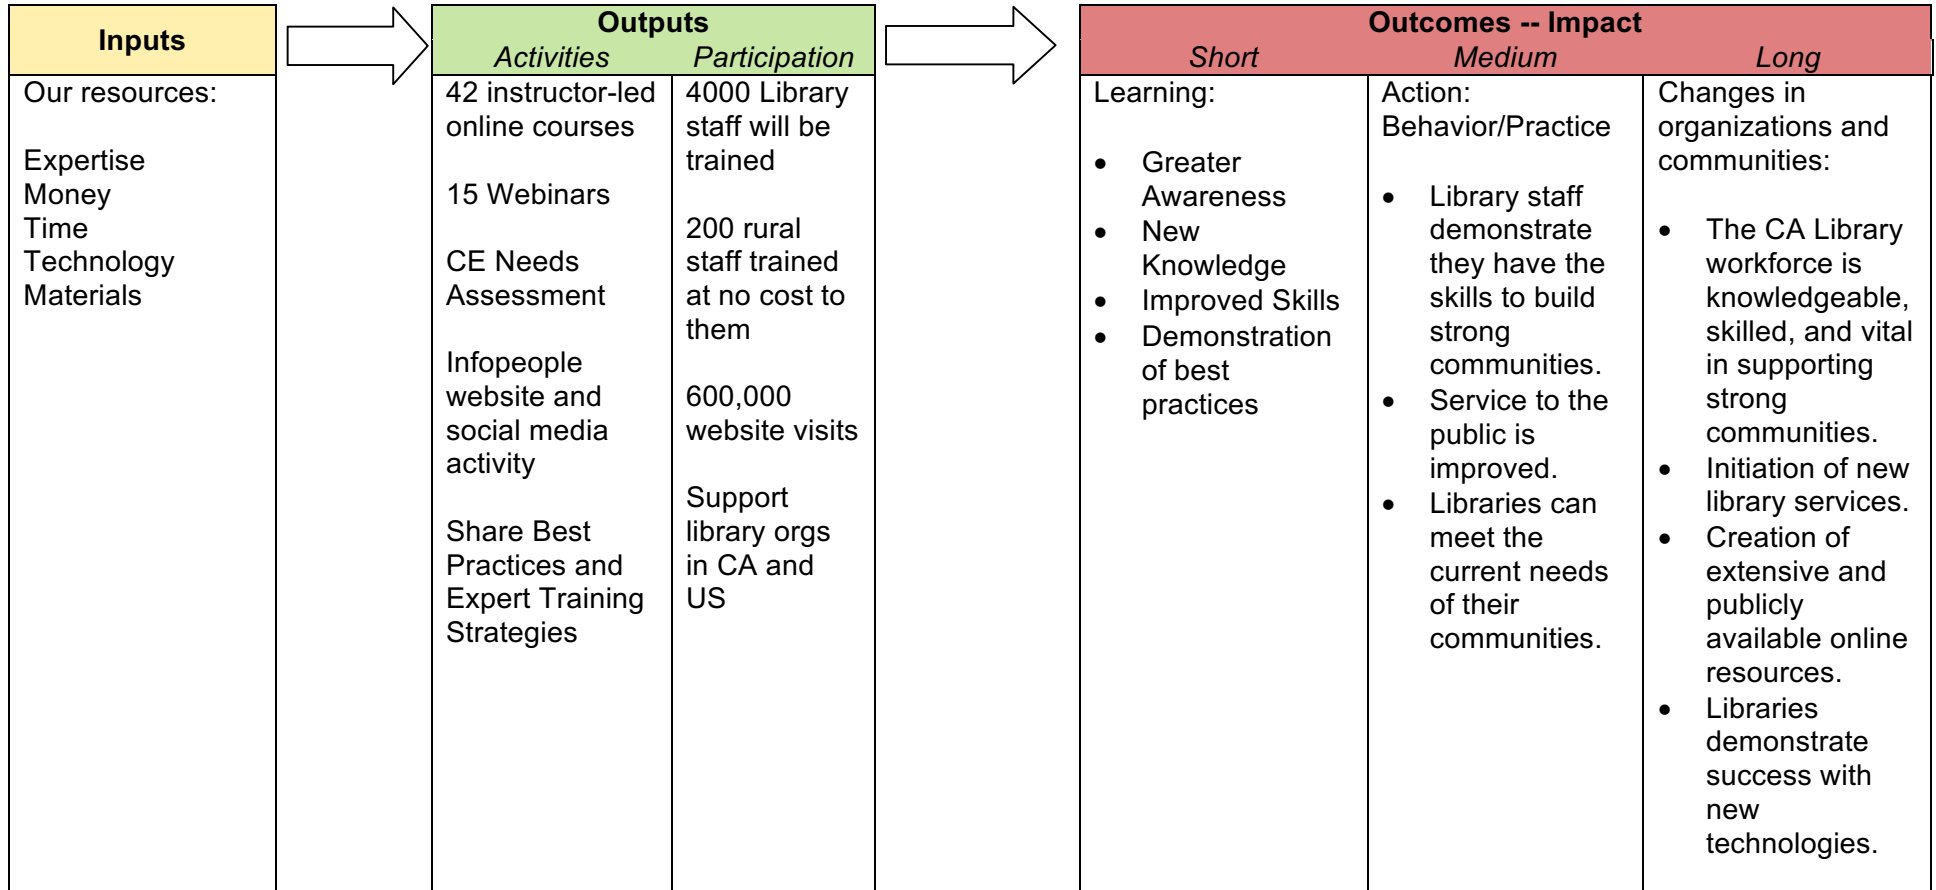 Inputs
Our resources:
Expertise
Money
Time
Technology
Materials
Outputs
Activities
Participation
42 instructor-led
online courses
15 Webinars
CE Needs
Assessment
Infopeople
website and
social media
activity
Share Best
Practices and
Expert Training
Strategies
4000 Library
staff will be
trained
200 rural
staff trained
at no cost to
them
600,000
website visits
Support
library orgs
in CA and
US
Outcomes -- Impact
Short
Medium
Long
Learning:
• Greater
Awareness
• New
Knowledge
• Improved Skills
• Demonstration
of best
practices
Action:
Behavior/Practice
• Library staff
demonstrate
they have the
skills to build
strong
communities.
• Service to the
public is
improved.
• Libraries can
meet the
current needs
of their
communities.
Changes in
organizations and
communities:
• The CA Library
workforce is
knowledgeable,
skilled, and vital
in supporting
strong
communities.
• Initiation of new
library services.
• Creation of
extensive and
publicly
available online
resources.
• Libraries
demonstrate
success with
new
technologies.